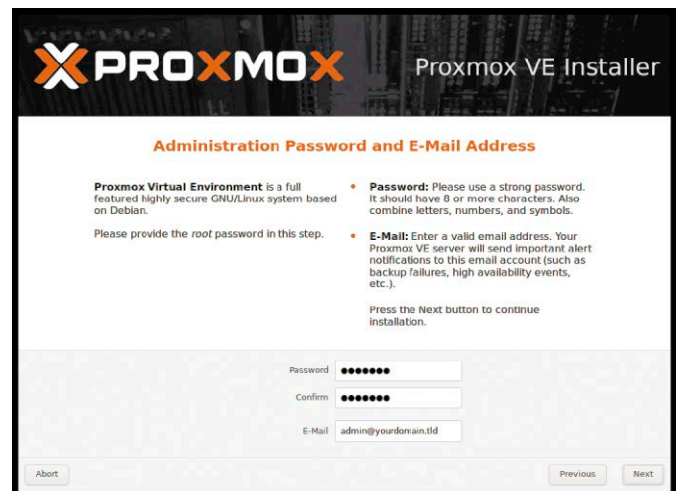 PROXMOX
Proxmox VE Installer
Administration Password and E-Mail Address
Proxmox Virtual Environment is a full
featured highly secure GNU/Linux system based
on Debian.
Please provide the root password in this step.
• Password: Please use a strong password.
It should have 8 or more characters. Also
combine letters, numbers, and symbols.
• E-Mail: Enter a valid email address. Your
Proxmox VE server will send important alert
notifications to this email account (such as
backup failures, high availability events,
etc.).
Press the Next button to continue
installation.
Password ●●●●●●●
Confirm ●●●●●●●
E-Mail admin@yourdomain.tld
Abort Previous Next